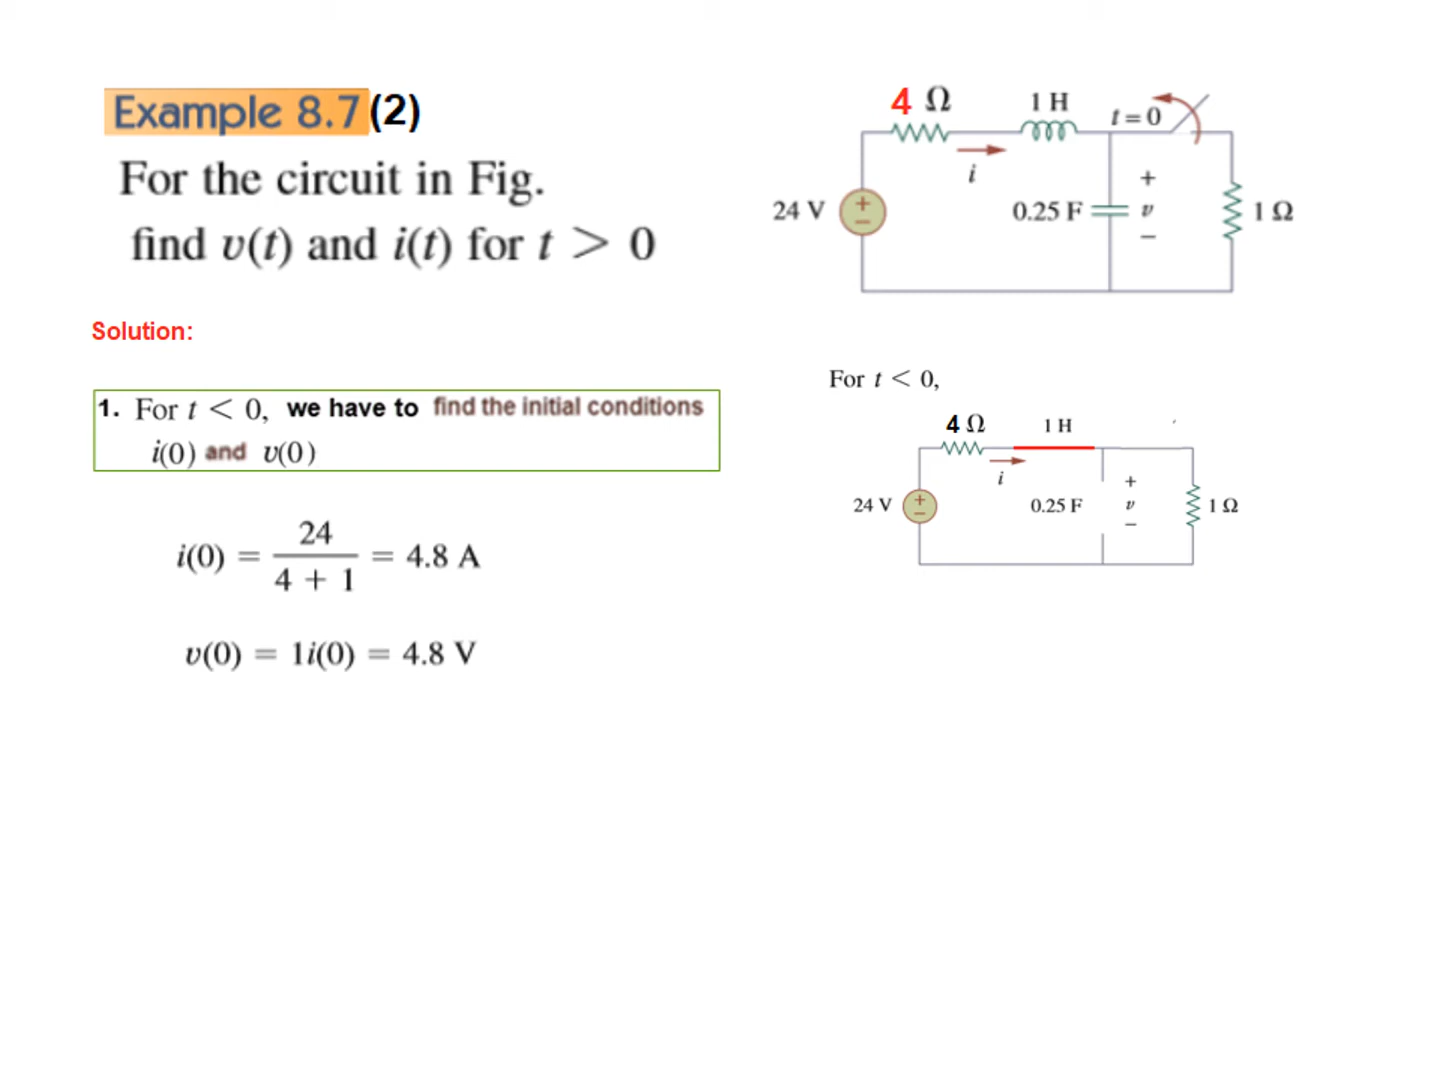 Example 8.7 (2)
For the circuit in Fig.
find v(t) and i(t) for t > 0
4 Ω
1 H
t = 0
i
24 V
+
−
0.25 F
+
v
−
1 Ω
Solution:
1. For t < 0, we have to find the initial conditions
i(0) and v(0)
i(0) = 24 / 4 + 1 = 4.8 A
v(0) = 1i(0) = 4.8 V
For t < 0,
4 Ω
1 H
i
24 V
+
−
0.25 F
+
v
−
1 Ω